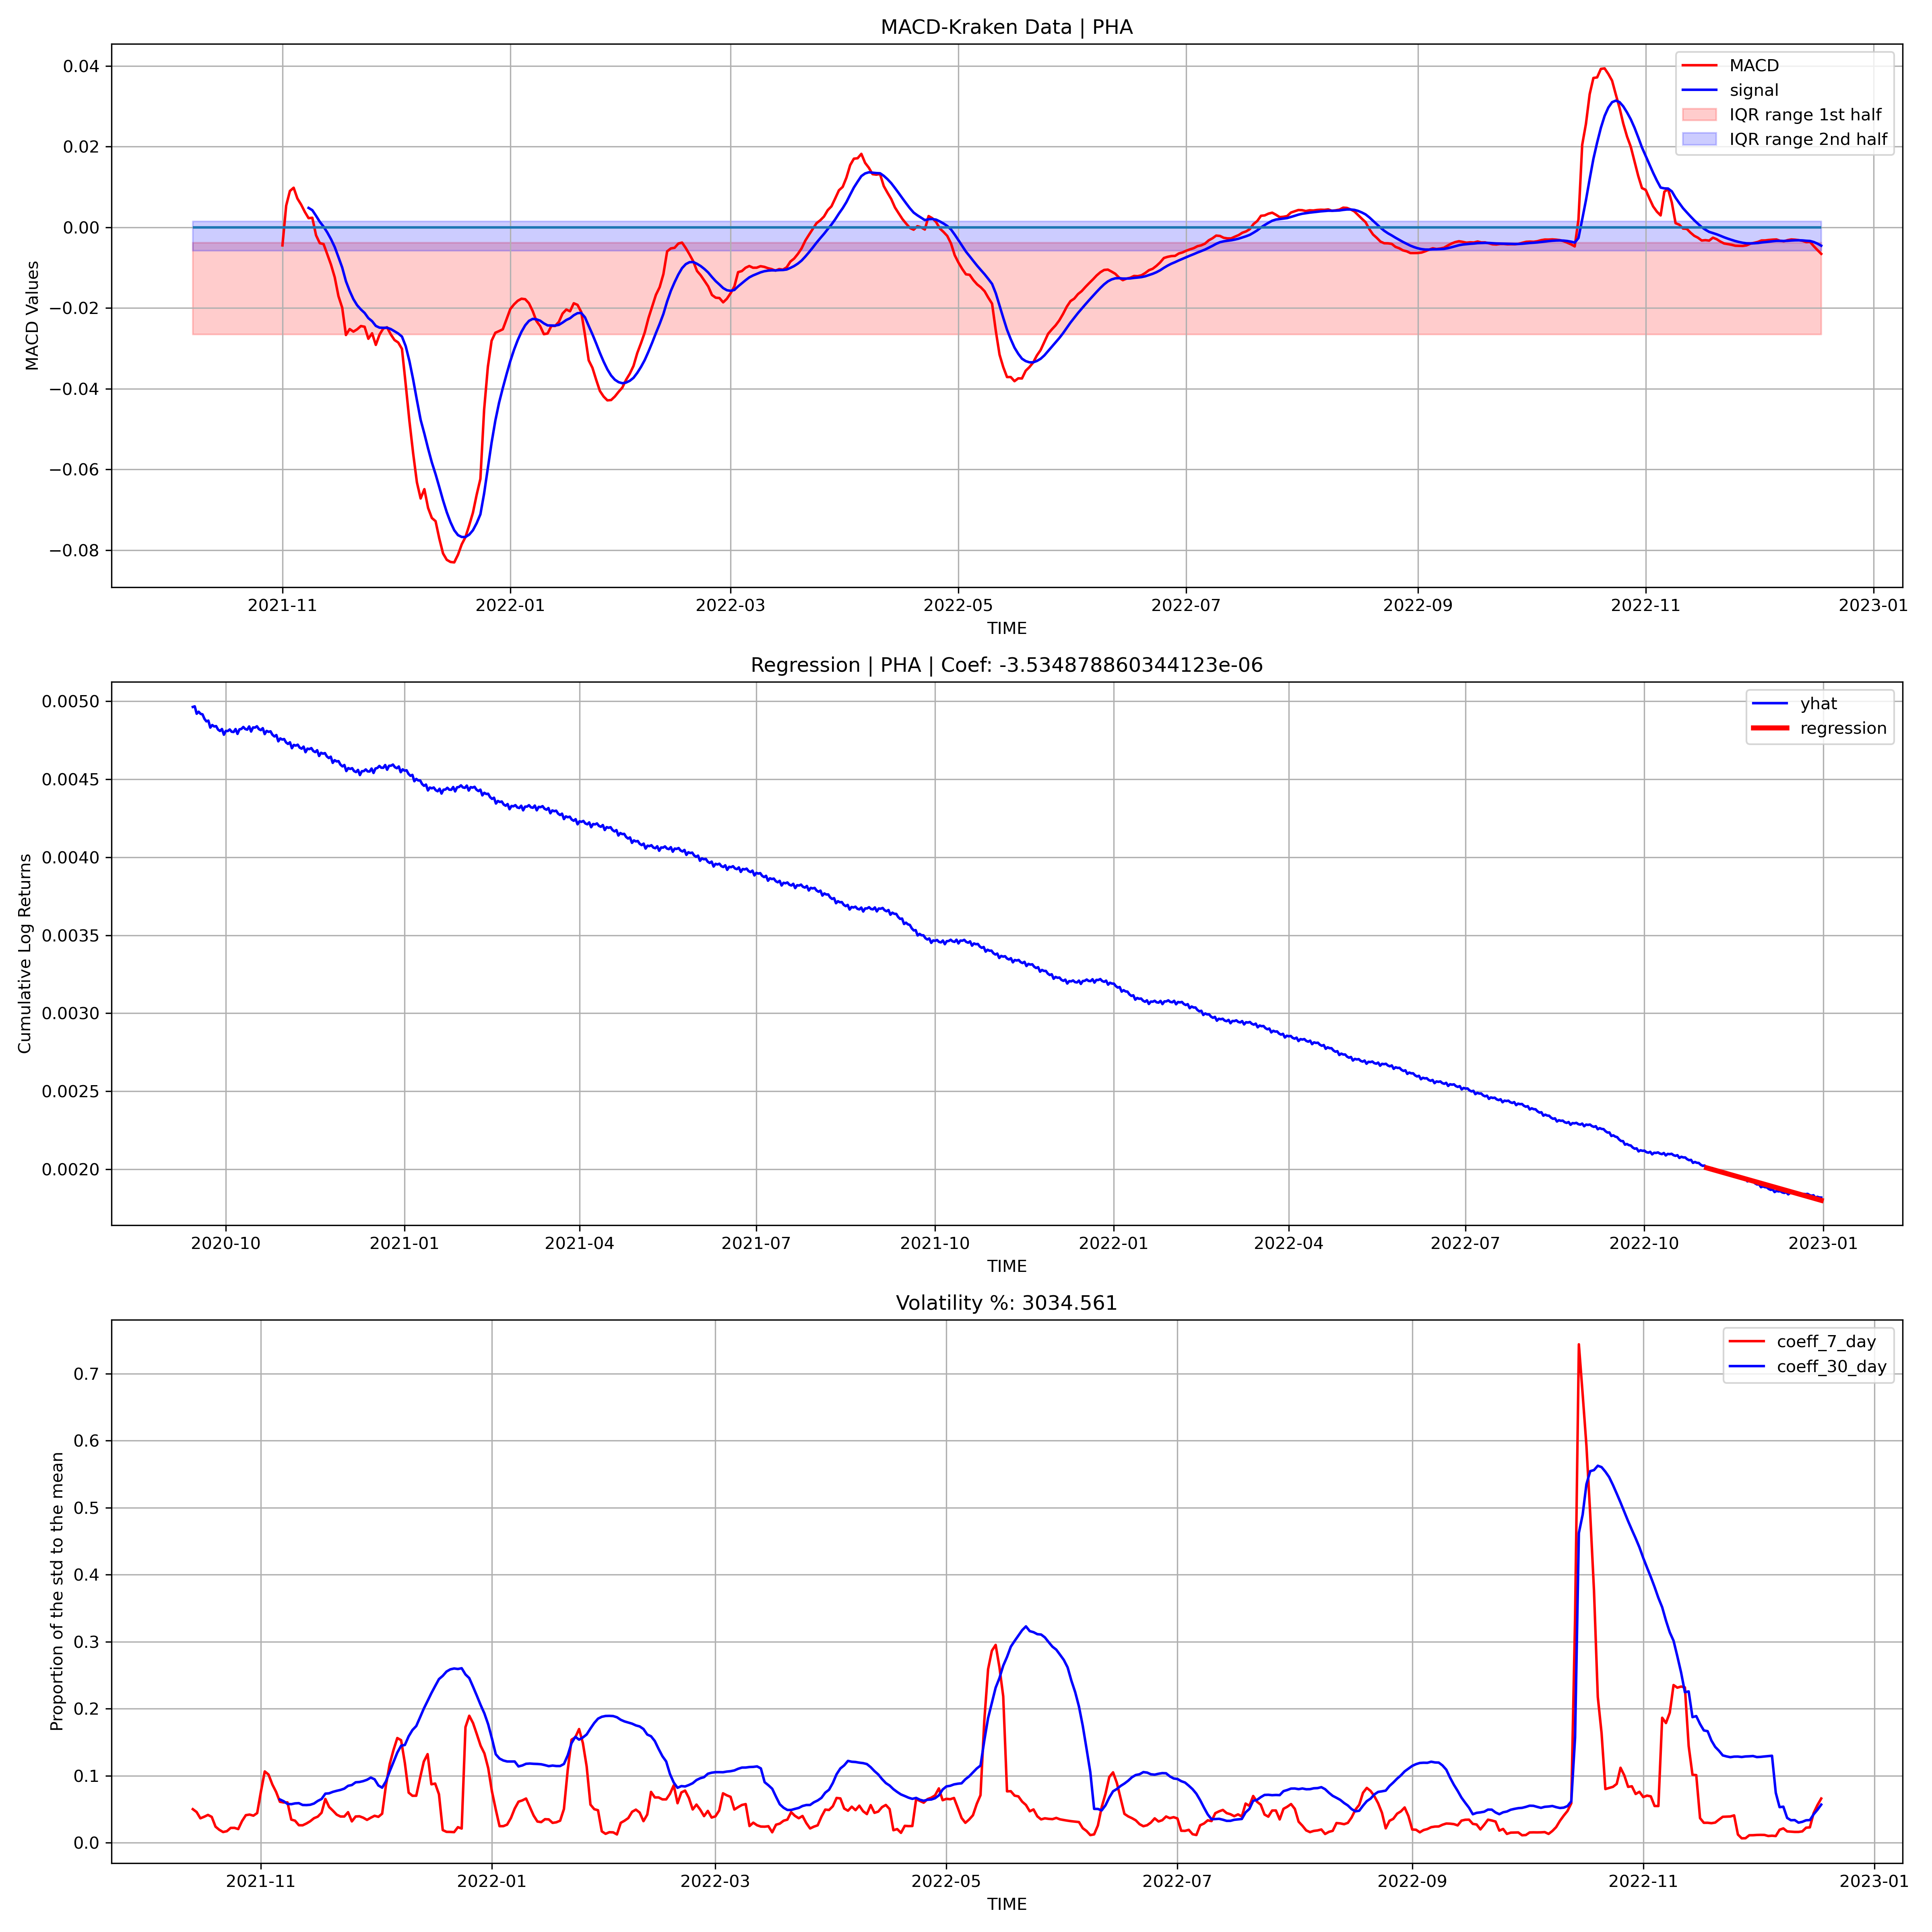 MACD-Kraken Data | PHA
MACD Values
0.04
0.02
0.00
−0.02
−0.04
−0.06
−0.08
MACD
signal
IQR range 1st half
IQR range 2nd half
2021-11 2022-01 2022-03 2022-05 2022-07 2022-09 2022-11 2023-01
TIME
Regression | PHA | Coef: -3.534878860344123e-06
Cumulative Log Returns
0.0050
0.0045
0.0040
0.0035
0.0030
0.0025
0.0020
yhat
regression
2020-10 2021-01 2021-04 2021-07 2021-10 2022-01 2022-04 2022-07 2022-10 2023-01
TIME
Volatility %: 3034.561
Proportion of the std to the mean
0.7
0.6
0.5
0.4
0.3
0.2
0.1
0.0
coeff_7_day
coeff_30_day
2021-11 2022-01 2022-03 2022-05 2022-07 2022-09 2022-11 2023-01
TIME